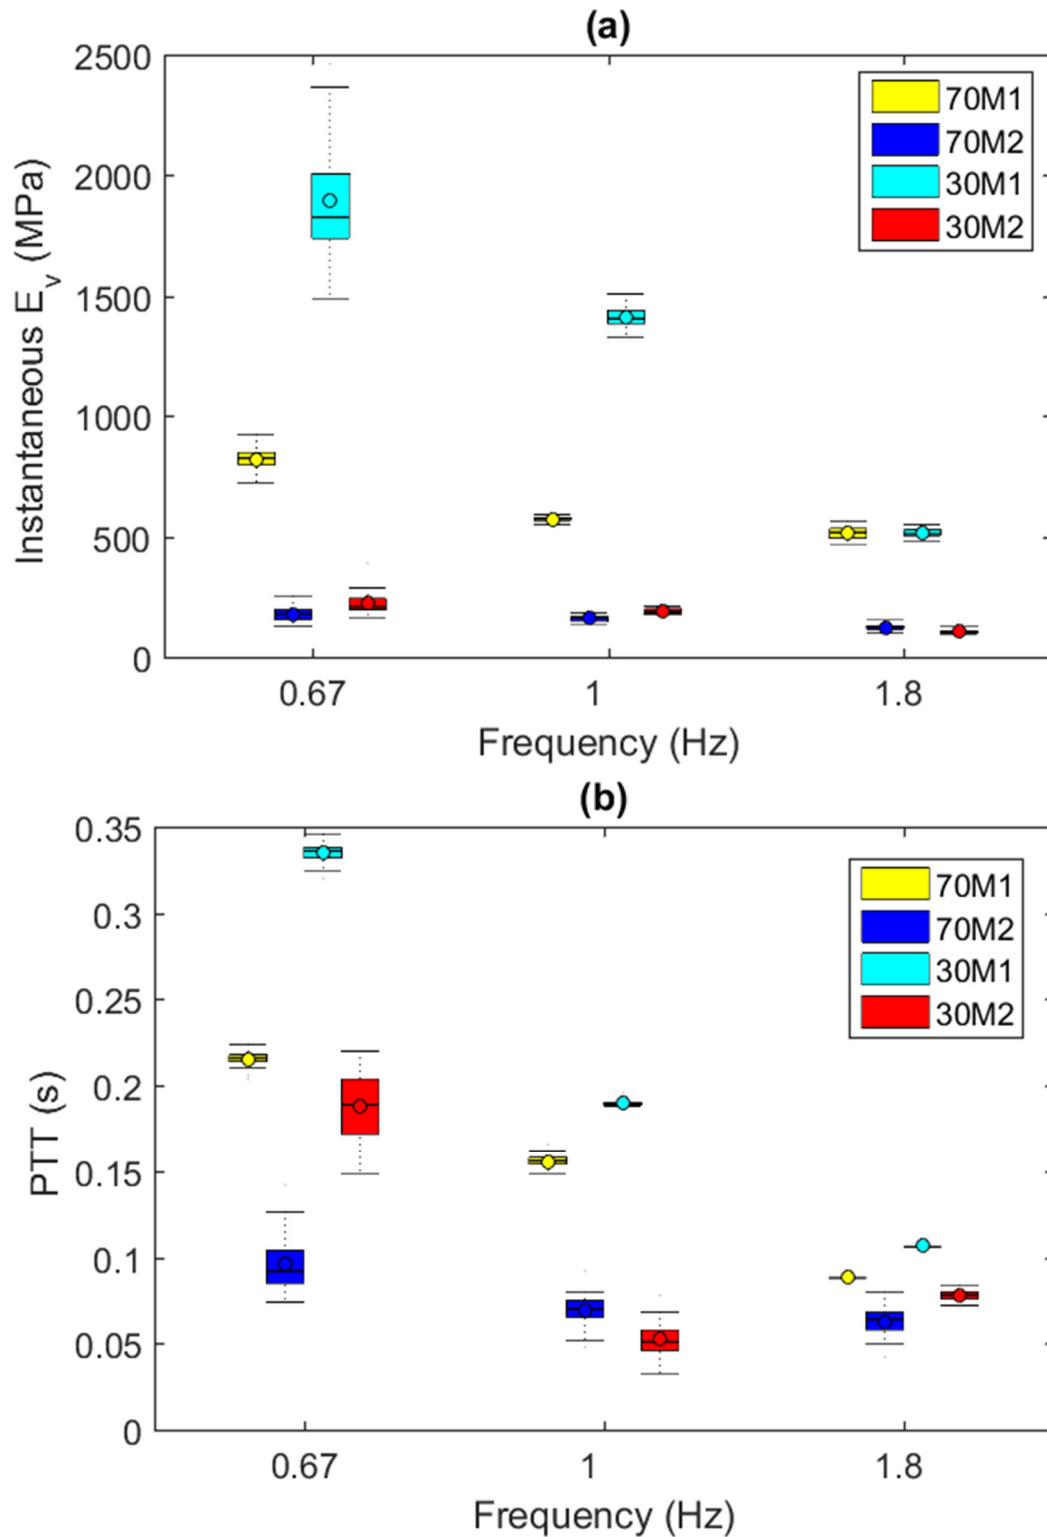 (a)
Instantaneous E_v (MPa)
2500
2000
1500
1000
500
0
70M1
70M2
30M1
30M2
0.67
1
1.8
Frequency (Hz)
(b)
PTT (s)
0.35
0.3
0.25
0.2
0.15
0.1
0.05
0
70M1
70M2
30M1
30M2
0.67
1
1.8
Frequency (Hz)